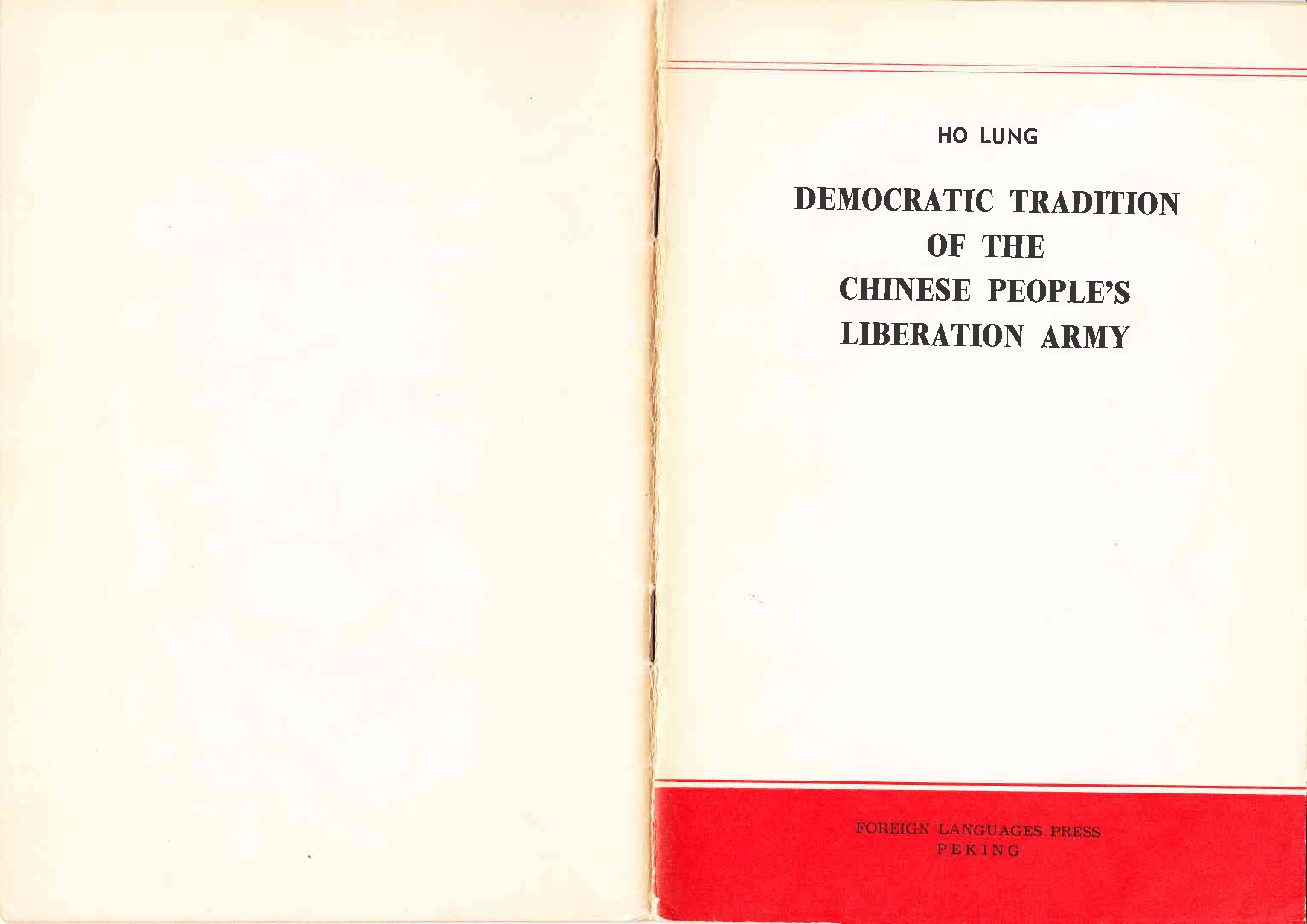 HO LUNG
DEMOCRATIC TRADITION
OF THE
CHINESE PEOPLE'S
LIBERATION ARMY
FOREIGN LANGUAGES PRESS
PEKING